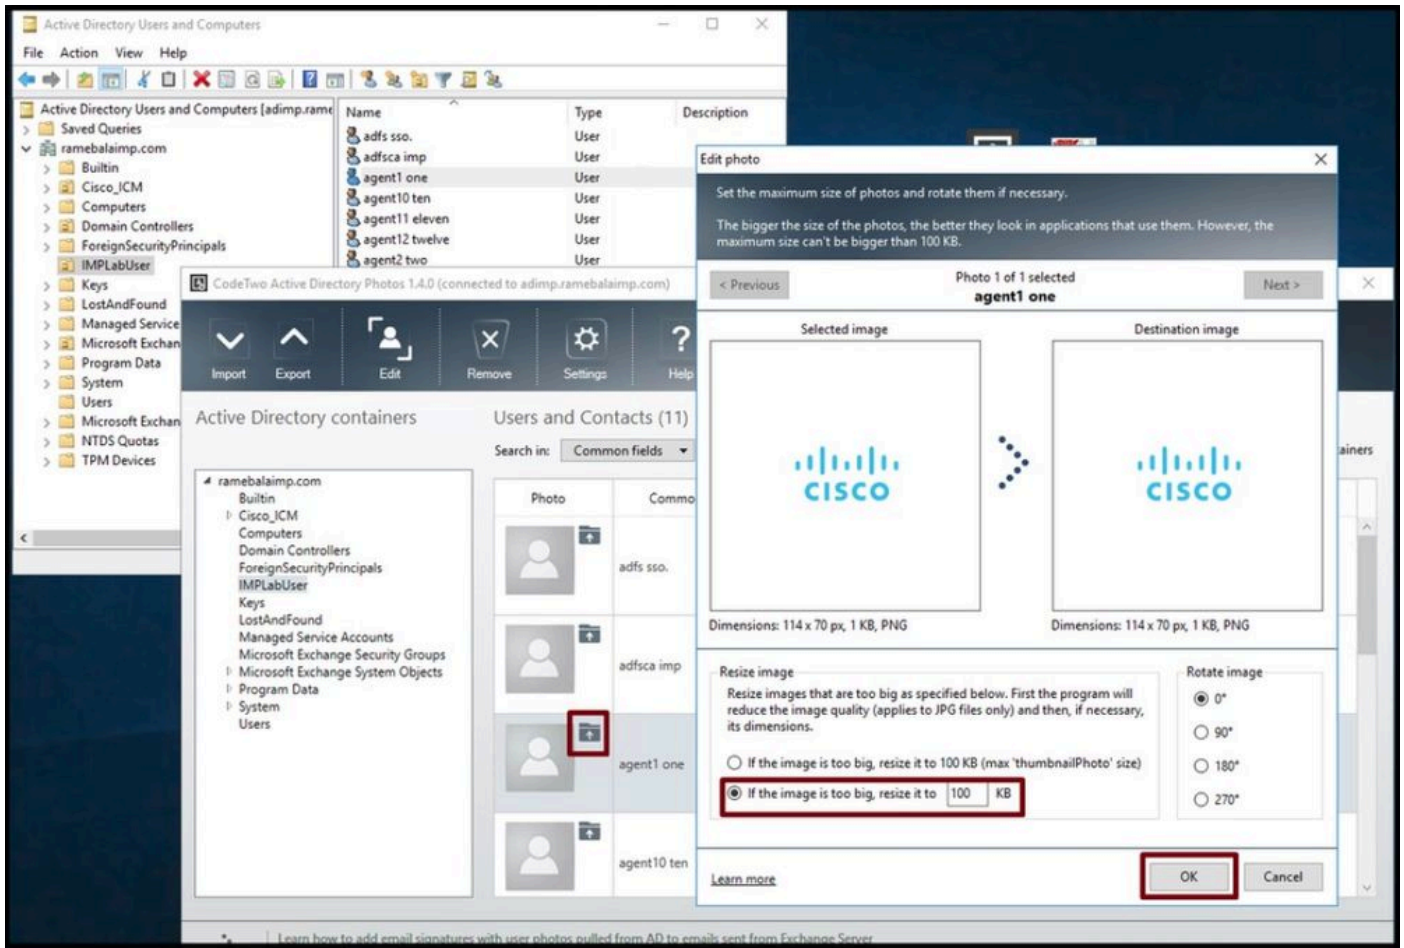 Active Directory Users and Computers
File Action View Help
Active Directory Users and Computers [adimp.rame
Saved Queries
ramebalaimp.com
Builtin
Cisco_ICM
Computers
Domain Controllers
ForeignSecurityPrincipals
IMPLabUser
Keys
LostAndFound
Managed Service
Microsoft Exchan
Program Data
System
Users
Microsoft Exchan
NTDS Quotas
TPM Devices
Name Type Description
adfs sso. User
adfsca imp User
agent1 one User
agent10 ten User
agent11 eleven User
agent12 twelve User
agent2 two User
CodeTwo Active Directory Photos 1.4.0 (connected to adimp.ramebalaimp.com)
Import Export Edit Remove Settings Help
Active Directory containers
ramebalaimp.com
Builtin
Cisco_ICM
Computers
Domain Controllers
ForeignSecurityPrincipals
IMPLabUser
Keys
LostAndFound
Managed Service Accounts
Microsoft Exchange Security Groups
Microsoft Exchange System Objects
Program Data
System
Users
Users and Contacts (11)
Search in: Common fields
ainers
Photo Commo
adfs sso.
adfsca imp
agent1 one
agent10 ten
Learn how to add email signatures with user photos pulled from AD to emails sent from Exchange Server
Edit photo
Set the maximum size of photos and rotate them if necessary.
The bigger the size of the photos, the better they look in applications that use them. However, the
maximum size can't be bigger than 100 KB.
< Previous
Photo 1 of 1 selected
agent1 one
Next >
Selected image
CISCO
Dimensions: 114 x 70 px, 1 KB, PNG
Destination image
CISCO
Dimensions: 114 x 70 px, 1 KB, PNG
Resize image
Resize images that are too big as specified below. First the program will
reduce the image quality (applies to JPG files only) and then, if necessary,
its dimensions.
If the image is too big, resize it to 100 KB (max 'thumbnailPhoto' size)
If the image is too big, resize it to 100 KB
Rotate image
0°
90°
180°
270°
Learn more
OK
Cancel